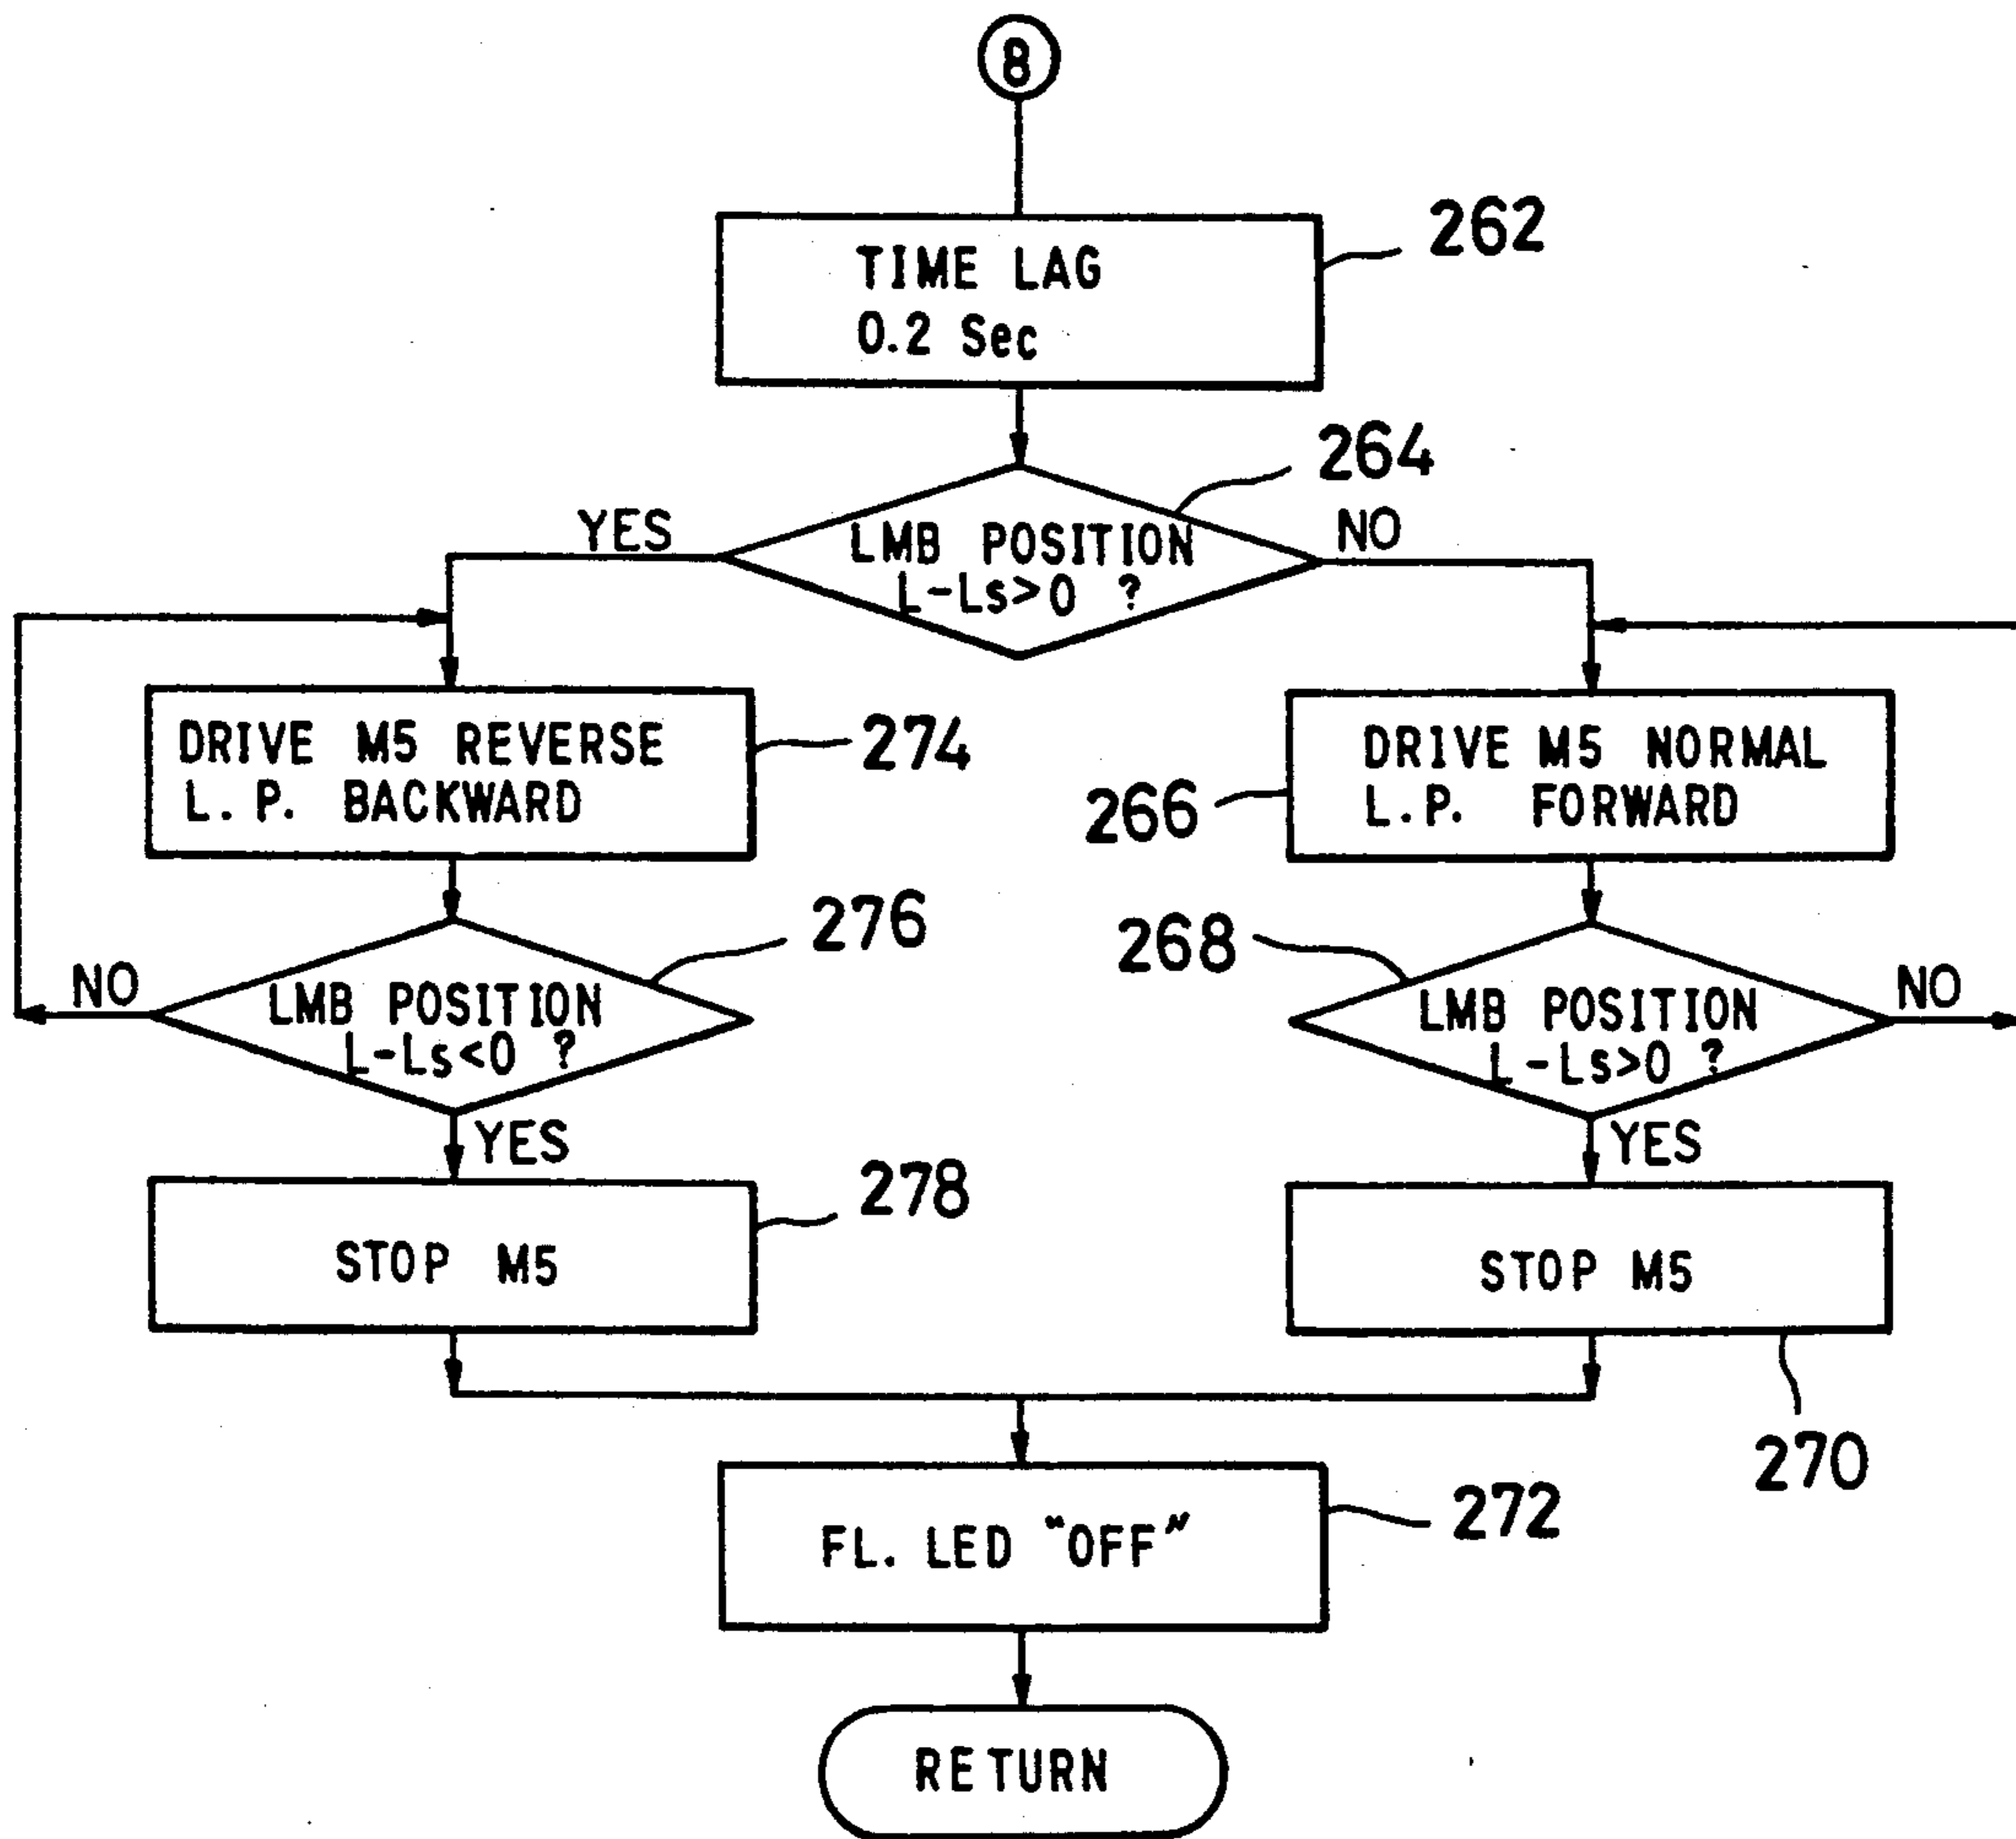 8
TIME LAG
0.2 Sec
262
264
YES
LMB POSITION
L-Ls>0 ?
NO
DRIVE M5 REVERSE
L. P. BACKWARD
274
266
DRIVE M5 NORMAL
L.P. FORWARD
276
NO
LMB POSITION
L-Ls<0 ?
YES
268
LMB POSITION
L-Ls>0 ?
NO
YES
278
STOP M5
STOP M5
270
FL. LED "OFF"
272
RETURN